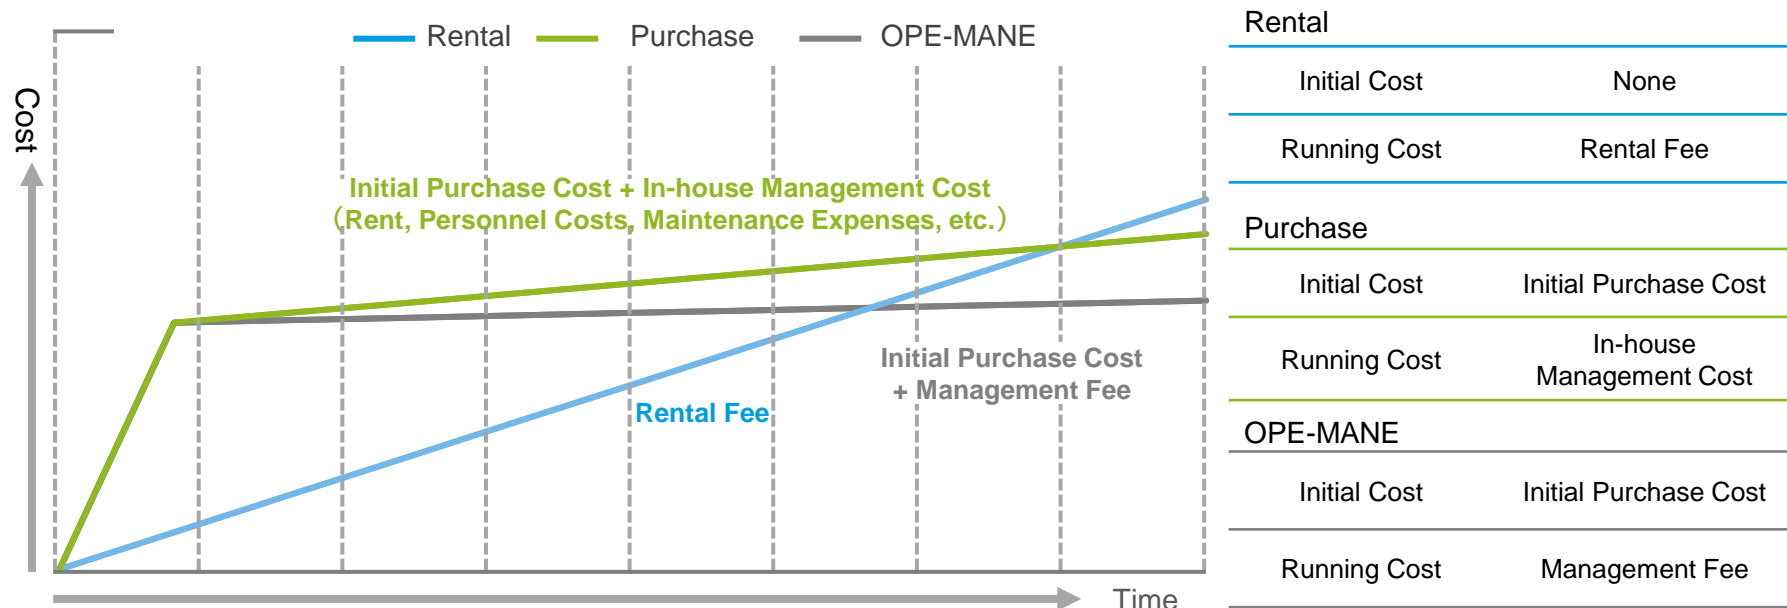 Rental
Purchase
OPE-MANE
Cost
Initial Purchase Cost + In-house Management Cost
（Rent, Personnel Costs, Maintenance Expenses, etc.）
Initial Purchase Cost
+ Management Fee
Rental Fee
Time
Rental
Initial Cost None
Running Cost Rental Fee
Purchase
Initial Cost Initial Purchase Cost
Running Cost In-house
Management Cost
OPE-MANE
Initial Cost Initial Purchase Cost
Running Cost Management Fee